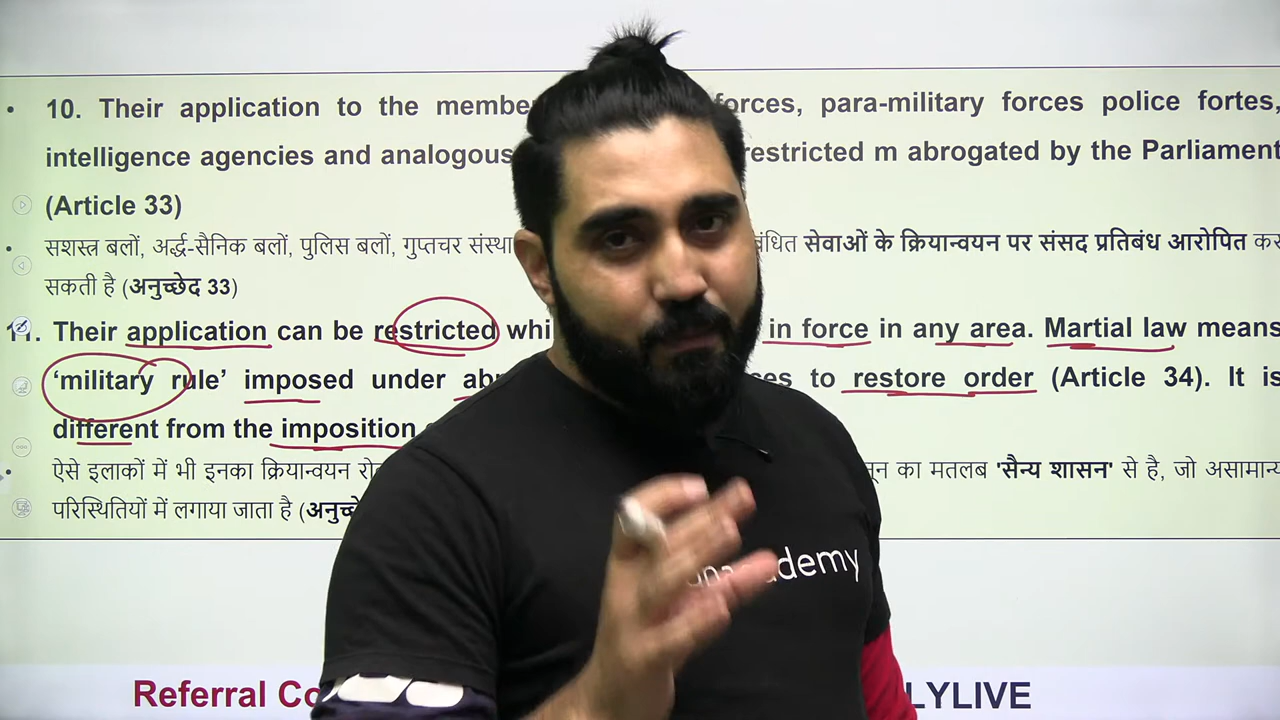 • 10. Their application to the membe forces, para-military forces police fortes,
intelligence agencies and analogous restricted m abrogated by the Parliament
(Article 33)
• सशस्त्र बलों, अर्द्ध-सैनिक बलों, पुलिस बलों, गुप्तचर संस्था बंधित सेवाओं के क्रियान्वयन पर संसद प्रतिबंध आरोपित कर
सकती है (अनुच्छेद 33)
11. Their application can be restricted whi in force in any area. Martial law means
‘military rule’ imposed under abn es to restore order (Article 34). It is
different from the imposition
• ऐसे इलाकों में भी इनका क्रियान्वयन रो नून का मतलब 'सैन्य शासन' से है, जो असामान्य
परिस्थितियों में लगाया जाता है (अनुच्छे
unacademy
Referral Co LYLIVE